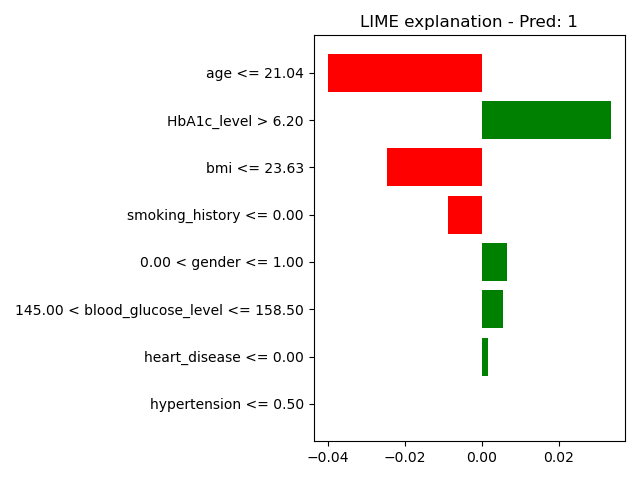 LIME explanation - Pred: 1
age <= 21.04
HbA1c_level > 6.20
bmi <= 23.63
smoking_history <= 0.00
0.00 < gender <= 1.00
145.00 < blood_glucose_level <= 158.50
heart_disease <= 0.00
hypertension <= 0.50
−0.04 −0.02 0.00 0.02